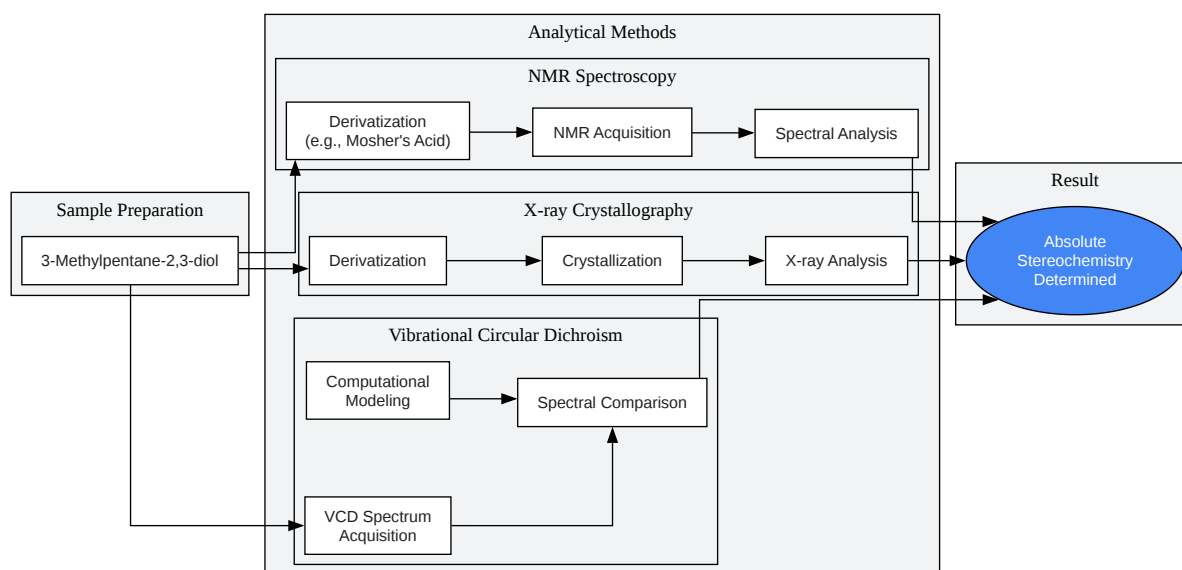 Analytical Methods
NMR Spectroscopy
Derivatization
(e.g., Mosher's Acid)
NMR Acquisition
Spectral Analysis
Sample Preparation
3-Methylpentane-2,3-diol
X-ray Crystallography
Derivatization
Crystallization
X-ray Analysis
Result
Absolute
Stereochemistry
Determined
Vibrational Circular Dichroism
Computational
Modeling
Spectral Comparison
VCD Spectrum
Acquisition